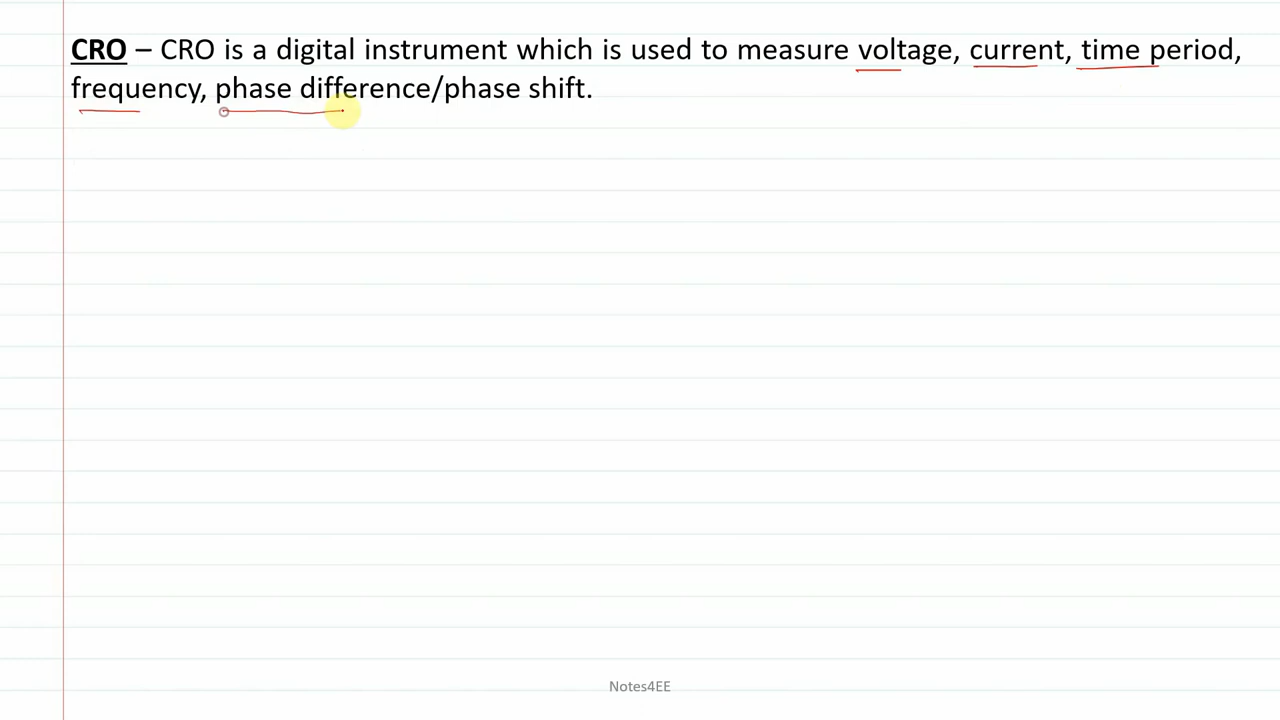 CRO – CRO is a digital instrument which is used to measure voltage, current, time period,
frequency, phase difference/phase shift.
Notes4EE